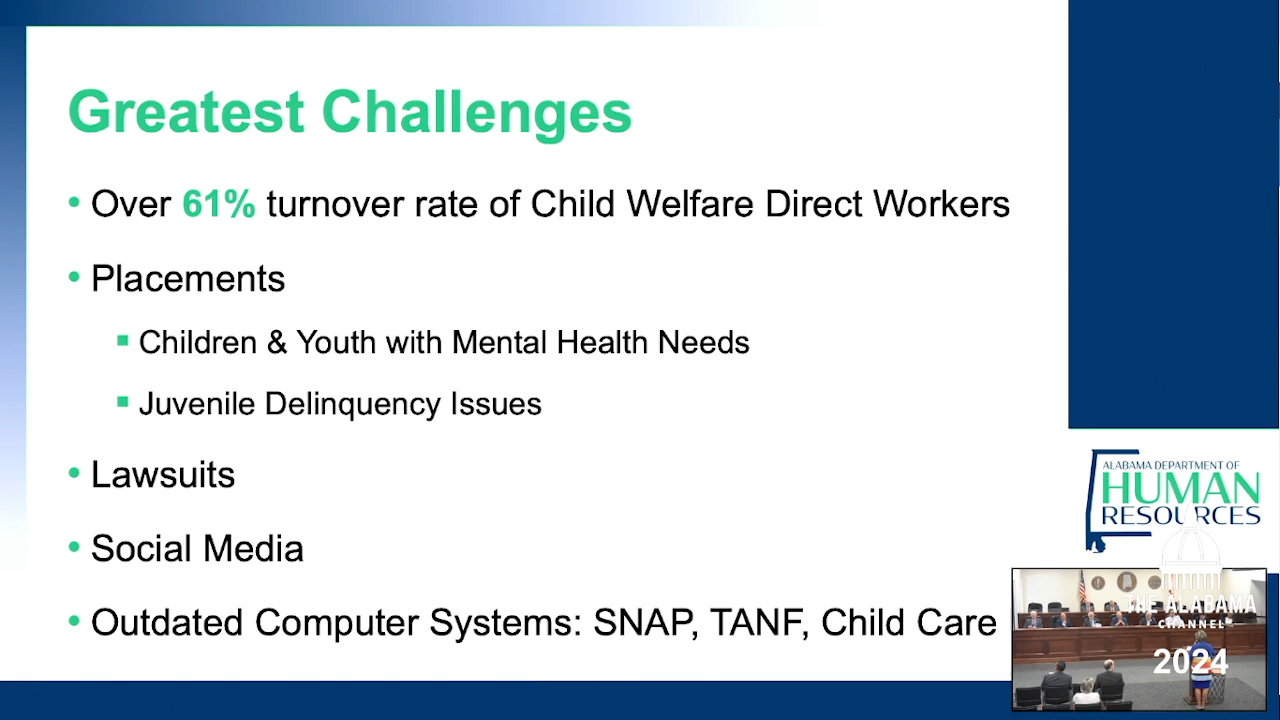 Greatest Challenges
• Over 61% turnover rate of Child Welfare Direct Workers
• Placements
▪ Children & Youth with Mental Health Needs
▪ Juvenile Delinquency Issues
• Lawsuits
• Social Media
• Outdated Computer Systems: SNAP, TANF, Child Care
ALABAMA DEPARTMENT OF
HUMAN
RESOURCES
THE ALABAMA
CHANNEL
2024